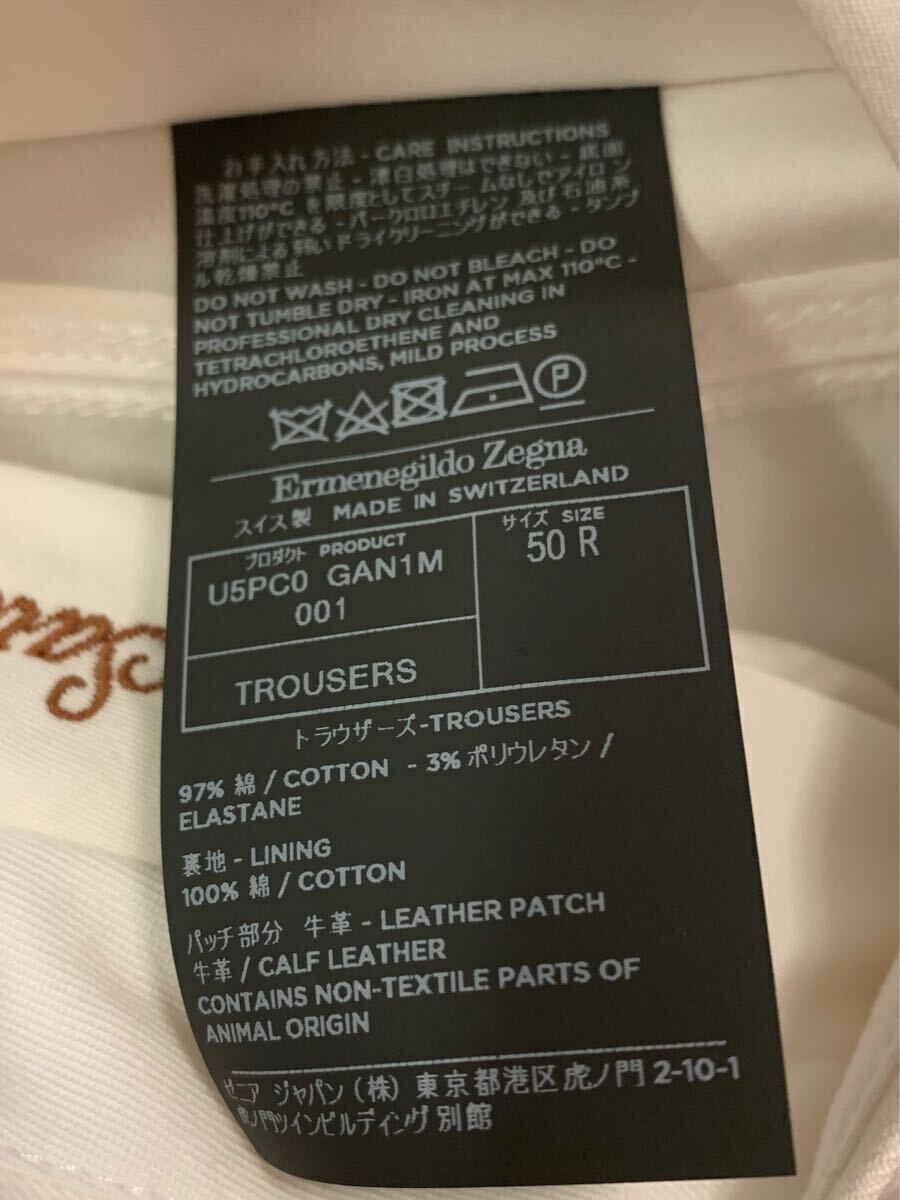 お手入れ方法 - CARE INSTRUCTIONS
洗濯処理の禁止 - 漂白処理はできない - 底面
温度110°C を限度としてスチームなしでアイロン
仕上げができる - パークロロエチレン 及び石油系
溶剤による弱いドライクリーニングができる - タンブ
ル乾燥禁止
DO NOT WASH - DO NOT BLEACH - DO
NOT TUMBLE DRY - IRON AT MAX 110°C -
PROFESSIONAL DRY CLEANING IN
TETRACHLOROETHENE AND
HYDROCARBONS, MILD PROCESS
P
Ermenegildo Zegna
スイス製 MADE IN SWITZERLAND
プロダクト PRODUCT
U5PC0 GAN1M
001
サイズ SIZE
50 R
TROUSERS
トラウザーズ-TROUSERS
97% 綿 / COTTON - 3% ポリウレタン /
ELASTANE
裏地 - LINING
100% 綿 / COTTON
パッチ部分 牛革 - LEATHER PATCH
牛革 / CALF LEATHER
CONTAINS NON-TEXTILE PARTS OF
ANIMAL ORIGIN
ゼニア ジャパン (株) 東京都港区虎ノ門 2-10-1
虎ノ門ツインビルディング 別館